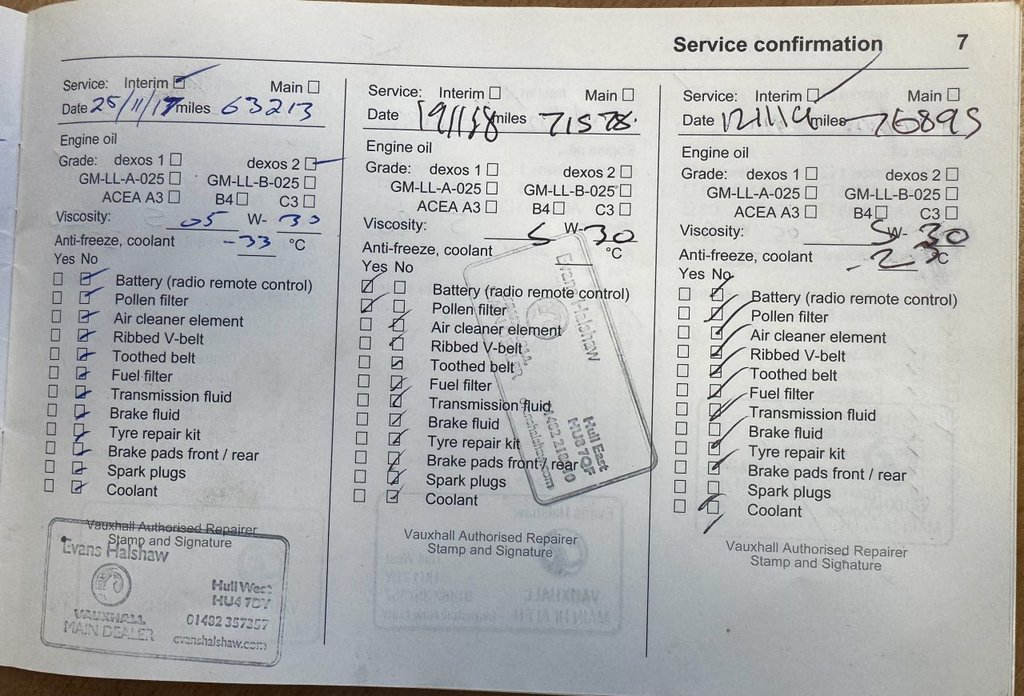 Service confirmation 7
Service: Interim Main
Date 25/11/17 miles 63213
Engine oil
Grade: dexos 1 dexos 2
GM-LL-A-025 GM-LL-B-025
ACEA A3 B4 C3
Viscosity: 05 W- 30
Anti-freeze, coolant -33 °C
Yes No
Battery (radio remote control)
Pollen filter
Air cleaner element
Ribbed V-belt
Toothed belt
Fuel filter
Transmission fluid
Brake fluid
Tyre repair kit
Brake pads front / rear
Spark plugs
Coolant
Vauxhall Authorised Repairer
Stamp and Signature
Evans Halshaw
Hull West
HU4 7DY
VAUXHALL
MAIN DEALER
01482 357357
evanshalshaw.com
Service: Interim Main
Date miles 71578
Engine oil
Grade: dexos 1 dexos 2
GM-LL-A-025 GM-LL-B-025
ACEA A3 B4 C3
Viscosity: 5 W- 30
Anti-freeze, coolant °C
Yes No
Battery (radio remote control)
Pollen filter
Air cleaner element
Ribbed V-belt
Toothed belt
Fuel filter
Transmission fluid
Brake fluid
Tyre repair kit
Brake pads front / rear
Spark plugs
Coolant
Evans Halshaw
Hull East
HU8 7QF
evanshalshaw.com
Vauxhall Authorised Repairer
Stamp and Signature
Service: Interim Main
Date miles 76895
Engine oil
Grade: dexos 1 dexos 2
GM-LL-A-025 GM-LL-B-025
ACEA A3 B4 C3
Viscosity: 5 W- 30
Anti-freeze, coolant °C
Yes No
Battery (radio remote control)
Pollen filter
Air cleaner element
Ribbed V-belt
Toothed belt
Fuel filter
Transmission fluid
Brake fluid
Tyre repair kit
Brake pads front / rear
Spark plugs
Coolant
Vauxhall Authorised Repairer
Stamp and Signature